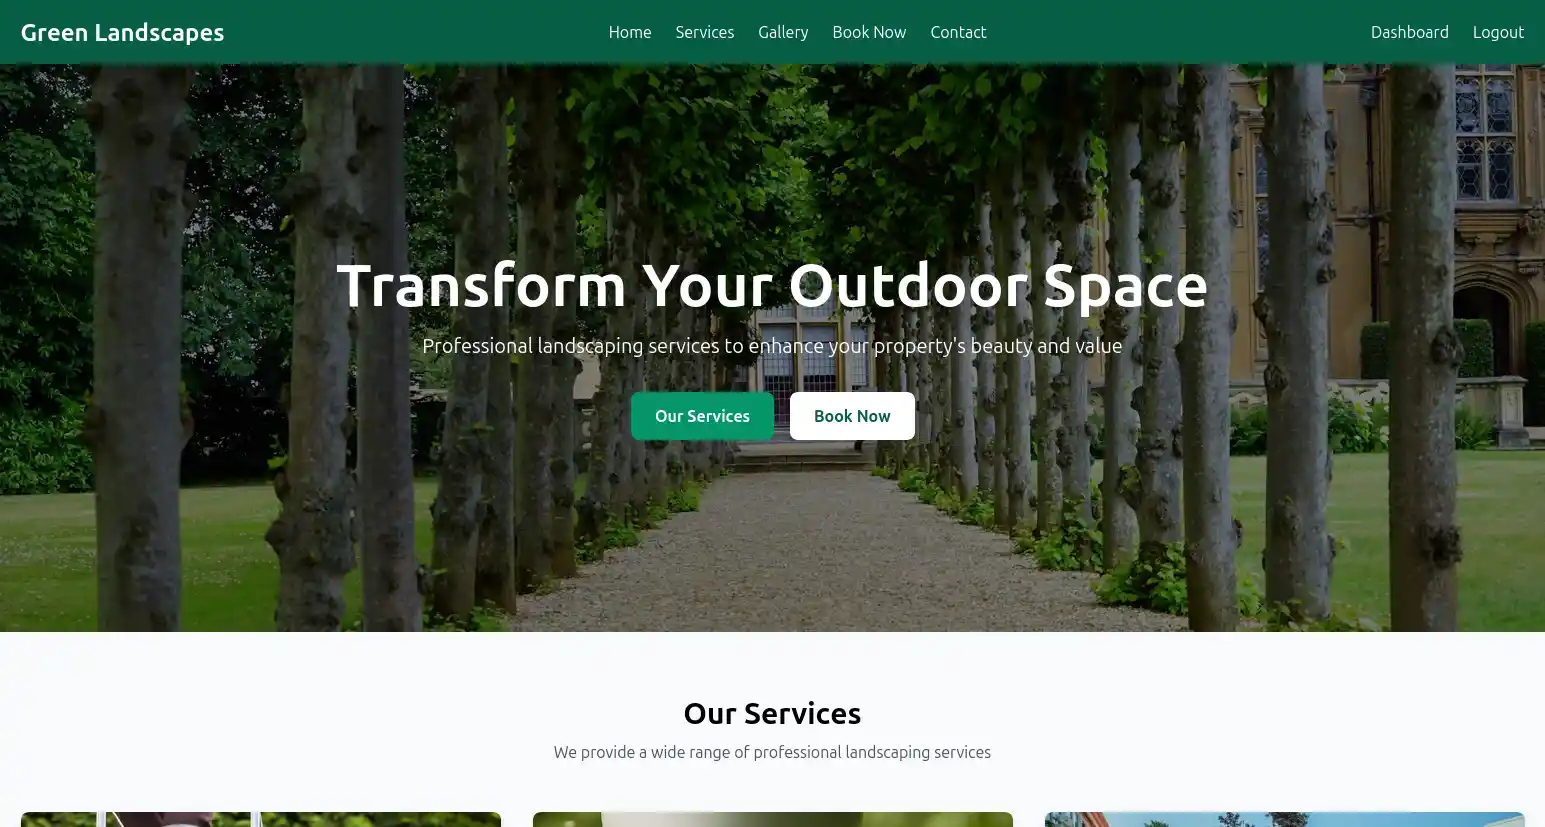 Green Landscapes
Home Services Gallery Book Now Contact
Dashboard Logout
Transform Your Outdoor Space
Professional landscaping services to enhance your property's beauty and value
Our Services Book Now
Our Services
We provide a wide range of professional landscaping services